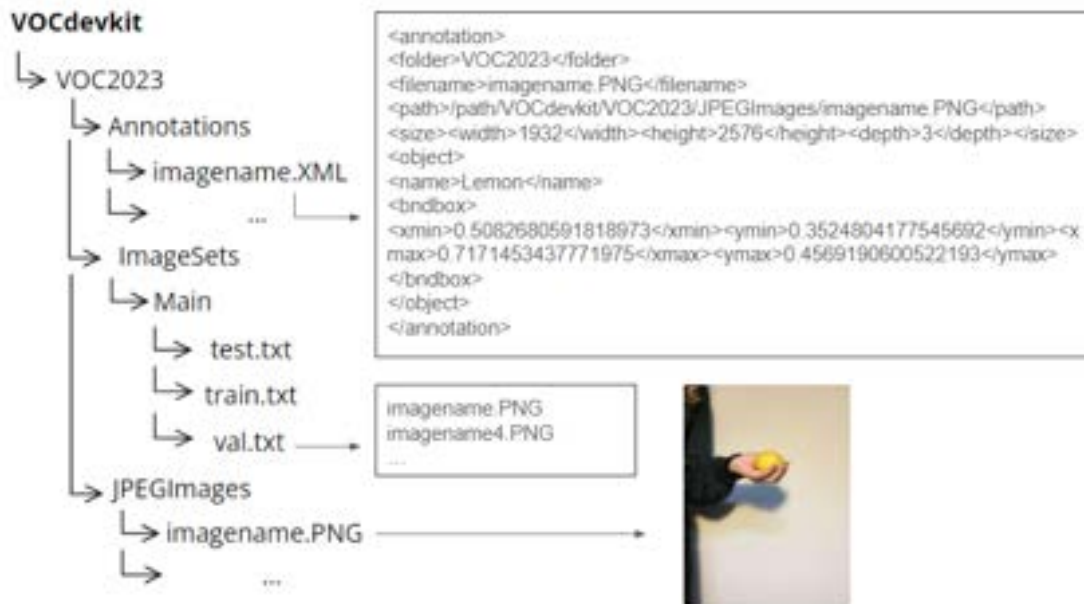 VOCdevkit
VOC2023
Annotations
imagename.XML
...
ImageSets
Main
test.txt
train.txt
val.txt
JPEGImages
imagename.PNG
...
<annotation>
<folder>VOC2023</folder>
<filename>imagename.PNG</filename>
<path>/path/VOCdevkit/VOC2023/JPEGImages/imagename.PNG</path>
<size><width>1932</width><height>2576</height><depth>3</depth></size>
<object>
<name>Lemon</name>
<bndbox>
<xmin>0.5082680591818973</xmin><ymin>0.3524804177545692</ymin><x
max>0.7171453437771975</xmax><ymax>0.45691906005222193</ymax>
</bndbox>
</object>
</annotation>
imagename.PNG
imagename4.PNG
....